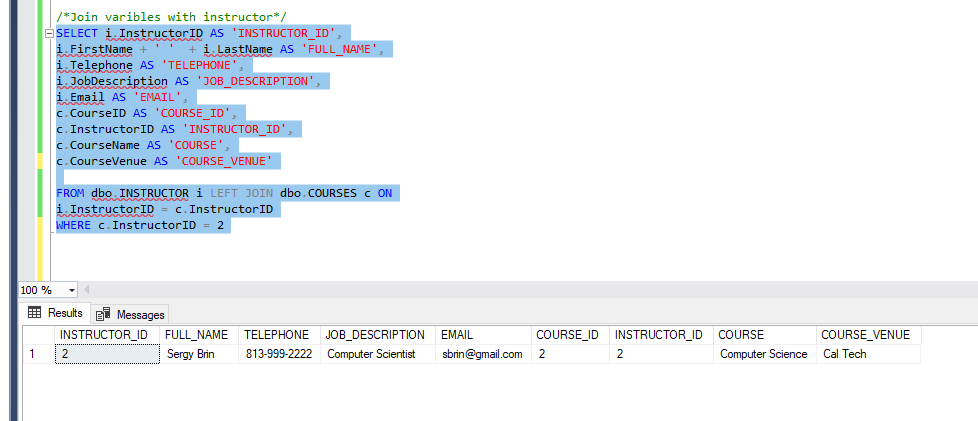 /*Join varibles with instructor*/
SELECT i.InstructorID AS 'INSTRUCTOR_ID',
i.FirstName + ' ' + i.LastName AS 'FULL_NAME',
i.Telephone AS 'TELEPHONE',
i.JobDescription AS 'JOB_DESCRIPTION',
i.Email AS 'EMAIL',
c.CourseID AS 'COURSE_ID',
c.InstructorID AS 'INSTRUCTOR_ID',
c.CourseName AS 'COURSE',
c.CourseVenue AS 'COURSE_VENUE'
FROM dbo.INSTRUCTOR i LEFT JOIN dbo.COURSES c ON
i.InstructorID = c.InstructorID
WHERE c.InstructorID = 2
100 %
Results Messages
INSTRUCTOR_ID FULL_NAME TELEPHONE JOB_DESCRIPTION EMAIL COURSE_ID INSTRUCTOR_ID COURSE COURSE_VENUE
1 2 Sergy Brin 813-999-2222 Computer Scientist sbrin@gmail.com 2 2 Computer Science Cal Tech